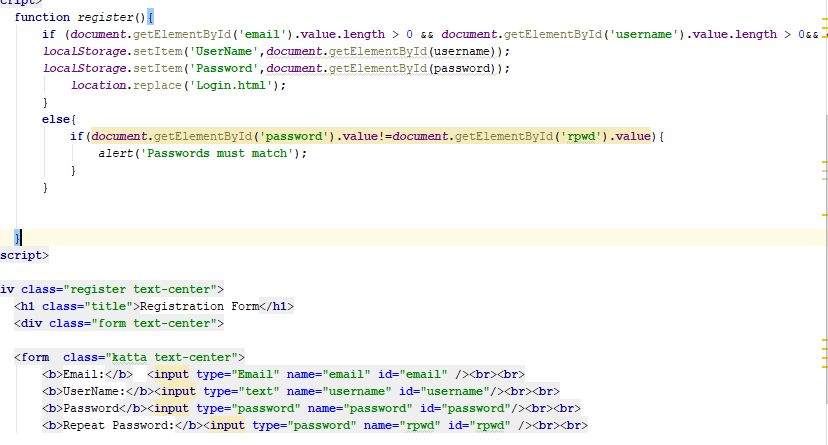 cript>
function register(){
if (document.getElementById('email').value.length > 0 && document.getElementById('username').value.length > 0&&
localStorage.setItem('UserName',document.getElementById(username));
localStorage.setItem('Password',document.getElementById(password));
location.replace('Login.html');
}
else{
if(document.getElementById('password').value!=document.getElementById('rpwd').value){
alert('Passwords must match');
}
}
}
script>
iv class="register text-center">
<h1 class="title">Registration Form</h1>
<div class="form text-center">
<form  class="katta text-center">
<b>Email:</b>  <input type="Email" name="email" id="email" /><br><br>
<b>UserName:</b><input type="text" name="username" id="username"/><br><br>
<b>Password</b><input type="password" name="password" id="password"/><br><br>
<b>Repeat Password:</b><input type="password" name="rpwd" id="rpwd" /><br><br>